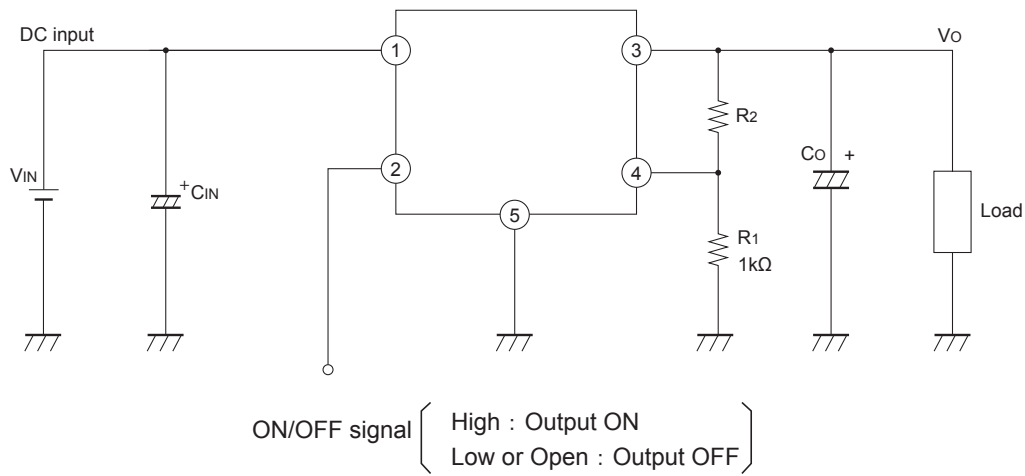 DC input
1
3
VO
R2
VIN
+
CIN
2
4
CO
+
5
R1
1kΩ
Load
ON/OFF signal
High : Output ON
Low or Open : Output OFF